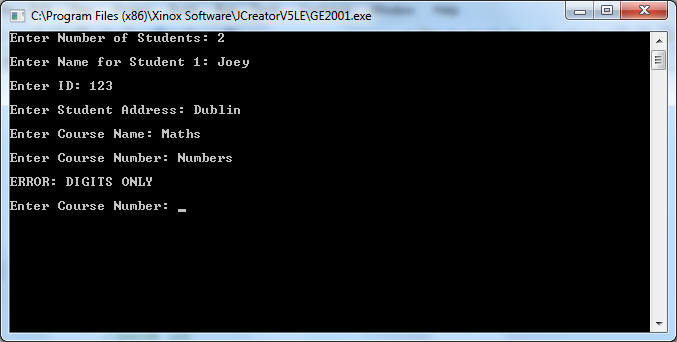 C:\Program Files (x86)\Xinox Software\JCreatorV5LE\GE2001.exe
Enter Number of Students: 2
Enter Name for Student 1: Joey
Enter ID: 123
Enter Student Address: Dublin
Enter Course Name: Maths
Enter Course Number: Numbers
ERROR: DIGITS ONLY
Enter Course Number: _